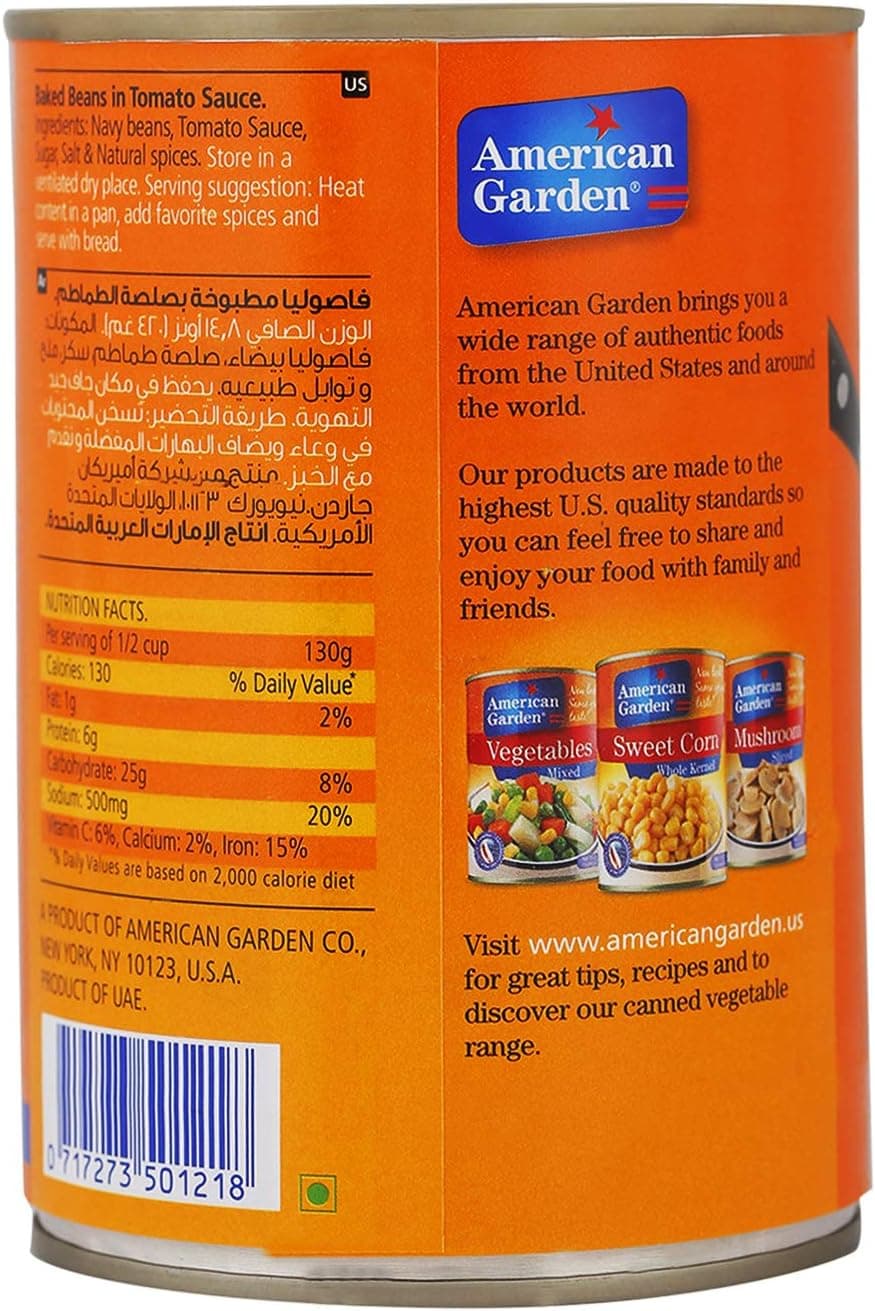 US
Baked Beans in Tomato Sauce.
Ingredients: Navy beans, Tomato Sauce,
Sugar, Salt & Natural spices. Store in a
ventilated dry place. Serving suggestion: Heat
content in a pan, add favorite spices and
serve with bread.
Ar
فاصوليا مطبوخة بصلصة الطماطم.
الوزن الصافي ١٤,٨ أونز (٤٢٠ غم). المكونات:
فاصوليا بيضاء، صلصة طماطم سكر ملح
و توابل طبيعيه. يحفظ في مكان جاف جيد
التهوية. طريقة التحضير: تُسخن المحتويات
في وعاء ويضاف البهارات المفضلة و تقدم
مع الخبز. منتج من شركة أميريكان
جاردن. نيويورك ١٠١١٠٣، الولايات المتحدة
الأمريكية. انتاج الإمارات العربية المتحدة.
NUTRITION FACTS.
Per serving of 1/2 cup 130g
Calories: 130 % Daily Value*
Fat: 1g 2%
Protein: 6g
Carbohydrate: 25g 8%
Sodium: 500mg 20%
Vitamin C: 6%, Calcium: 2%, Iron: 15%
*% Daily Values are based on 2,000 calorie diet
A PRODUCT OF AMERICAN GARDEN CO.,
NEW YORK, NY 10123, U.S.A.
PRODUCT OF UAE.
0 717273 501218
American
Garden®
American Garden brings you a
wide range of authentic foods
from the United States and around
the world.
Our products are made to the
highest U.S. quality standards so
you can feel free to share and
enjoy your food with family and
friends.
American
Garden
Vegetables
Mixed
American
Garden
Sweet Corn
Whole Kernel
American
Garden
Mushroom
Sliced
Visit www.americangarden.us
for great tips, recipes and to
discover our canned vegetable
range.